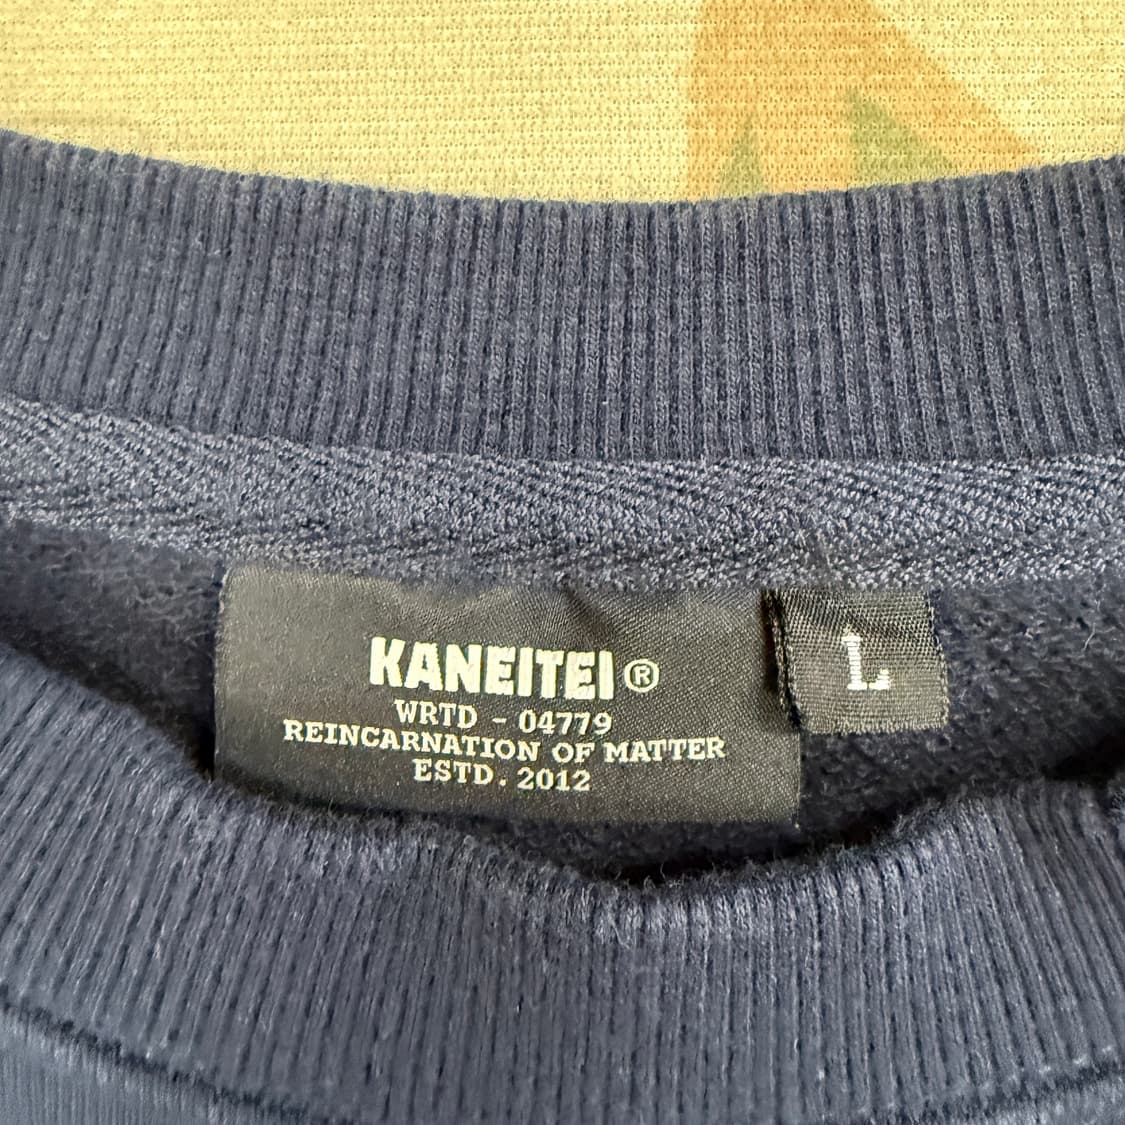 KANEITEI®
WRTD - 04779
REINCARNATION OF MATTER
ESTD. 2012
L